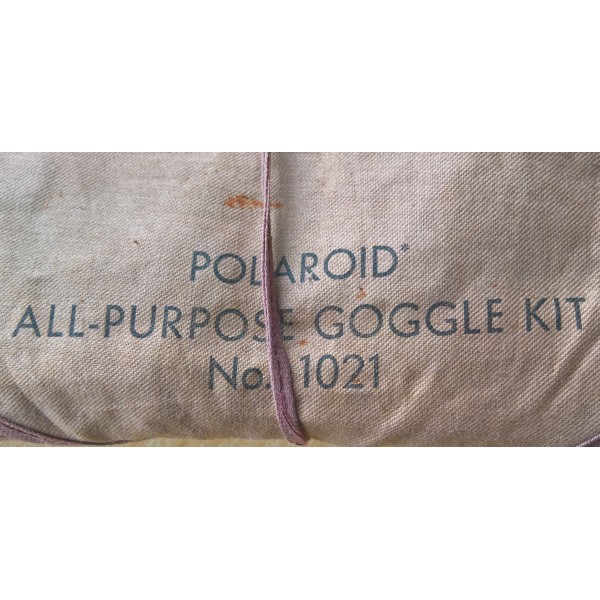 POLAROID*
ALL-PURPOSE GOGGLE KIT
No. 1021